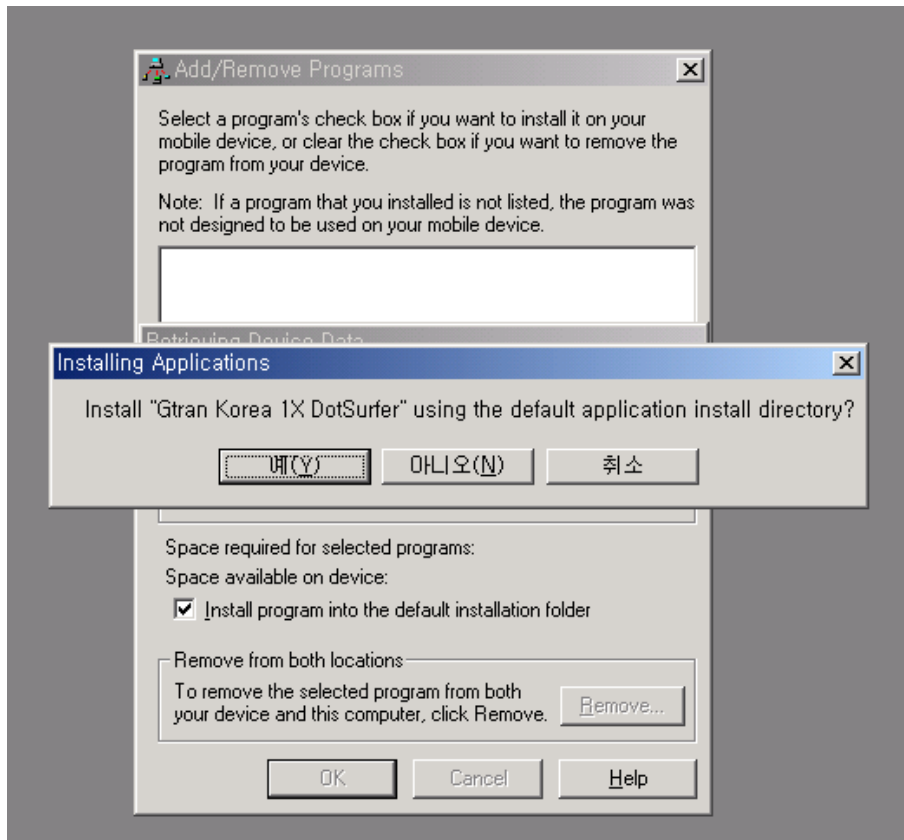 Add/Remove Programs
Select a program's check box if you want to install it on your
mobile device, or clear the check box if you want to remove the
program from your device.
Note: If a program that you installed is not listed, the program was
not designed to be used on your mobile device.
Retrieving Device Data
Installing Applications
Install "Gtran Korea 1X DotSurfer" using the default application install directory?
예(Y) 아니오(N) 취소
Space required for selected programs:
Space available on device:
Install program into the default installation folder
Remove from both locations
To remove the selected program from both
your device and this computer, click Remove.
Remove...
OK Cancel Help